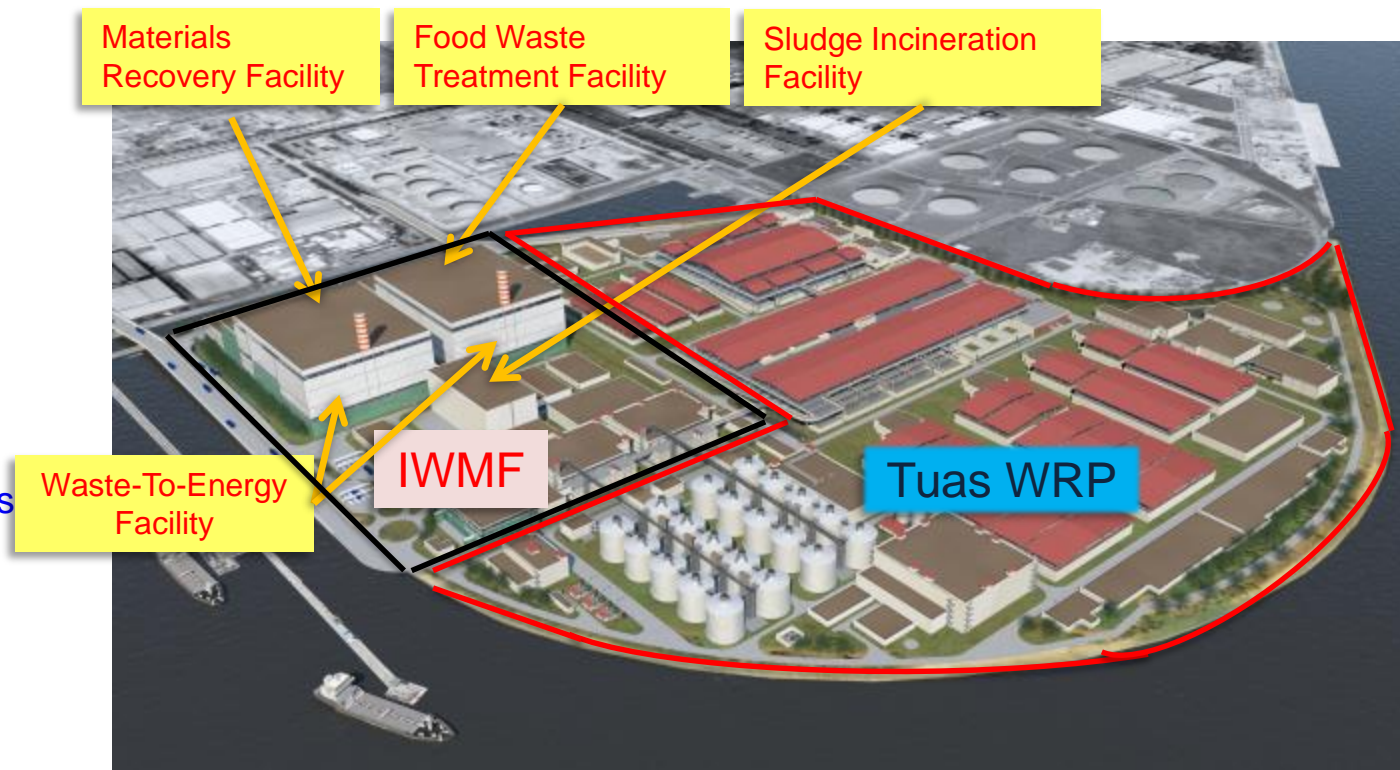 Materials
Recovery Facility
Food Waste
Treatment Facility
Sludge Incineration
Facility
IWMF
Tuas WRP
s
Waste-To-Energy
Facility